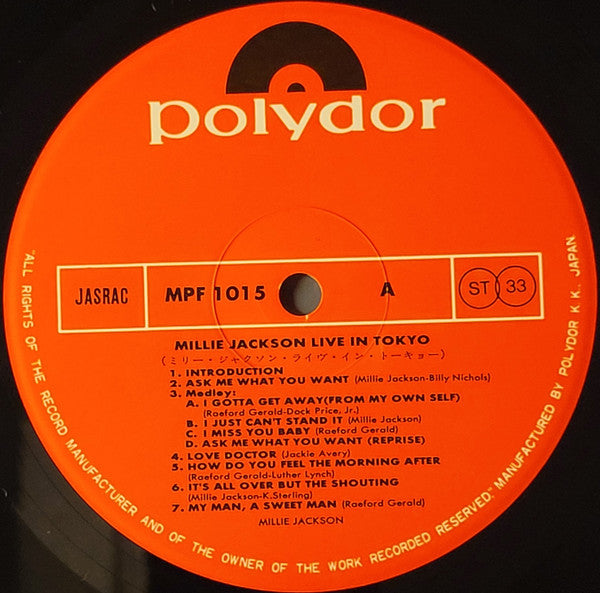 polydor
JASRAC
MPF 1015
A
ST 33
MILLIE JACKSON LIVE IN TOKYO
(ミリー・ジャクソン・ライヴ・イン・トーキョー)
1. INTRODUCTION
2. ASK ME WHAT YOU WANT (Millie Jackson-Billy Nichols)
3. Medley:
A. I GOTTA GET AWAY(FROM MY OWN SELF)
(Raeford Gerald-Dock Price, Jr.)
B. I JUST CAN'T STAND IT (Millie Jackson)
C. I MISS YOU BABY (Raeford Gerald)
D. ASK ME WHAT YOU WANT (REPRISE)
4. LOVE DOCTOR (Jackie Avery)
5. HOW DO YOU FEEL THE MORNING AFTER
(Raeford Gerald-Luther Lynch)
6. IT'S ALL OVER BUT THE SHOUTING
(Millie Jackson-K.Sterling)
7. MY MAN, A SWEET MAN (Raeford Gerald)
MILLIE JACKSON
"ALL RIGHTS OF THE RECORD MANUFACTURER AND OF THE OWNER OF THE WORK RECORDED RESERVED." MANUFACTURED BY POLYDOR K.K., JAPAN.